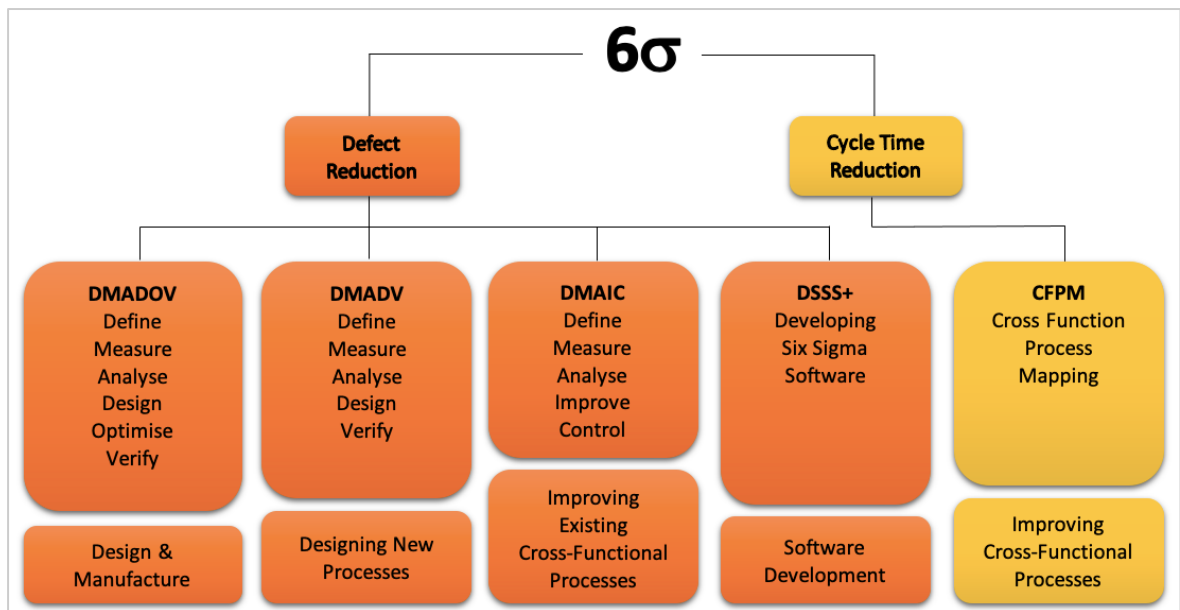 6σ
Defect
Reduction
Cycle Time
Reduction
DMADOV
Define
Measure
Analyse
Design
Optimise
Verify
Design &
Manufacture
DMADV
Define
Measure
Analyse
Design
Verify
Designing New
Processes
DMAIC
Define
Measure
Analyse
Improve
Control
Improving
Existing
Cross-Functional
Processes
DSSS+
Developing
Six Sigma
Software
Software
Development
CFPM
Cross Function
Process
Mapping
Improving
Cross-Functional
Processes